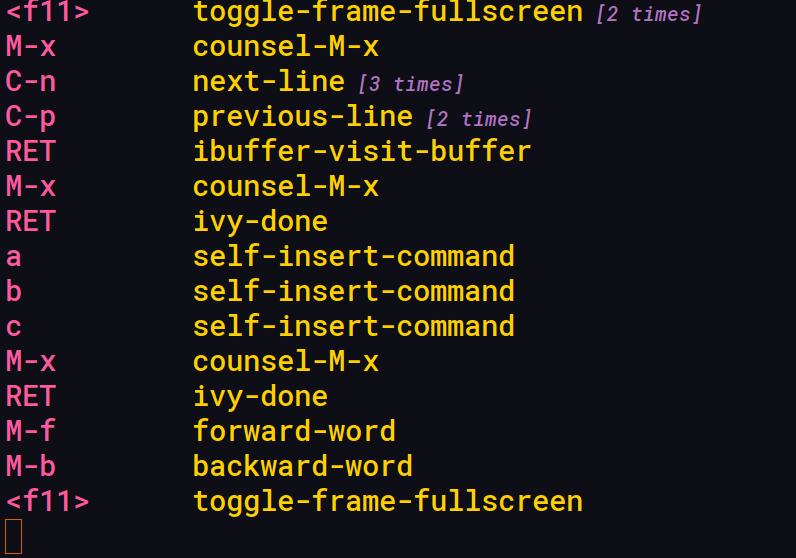 <f11> toggle-frame-fullscreen [2 times]
M-x counsel-M-x
C-n next-line [3 times]
C-p previous-line [2 times]
RET ibuffer-visit-buffer
M-x counsel-M-x
RET ivy-done
a self-insert-command
b self-insert-command
c self-insert-command
M-x counsel-M-x
RET ivy-done
M-f forward-word
M-b backward-word
<f11> toggle-frame-fullscreen